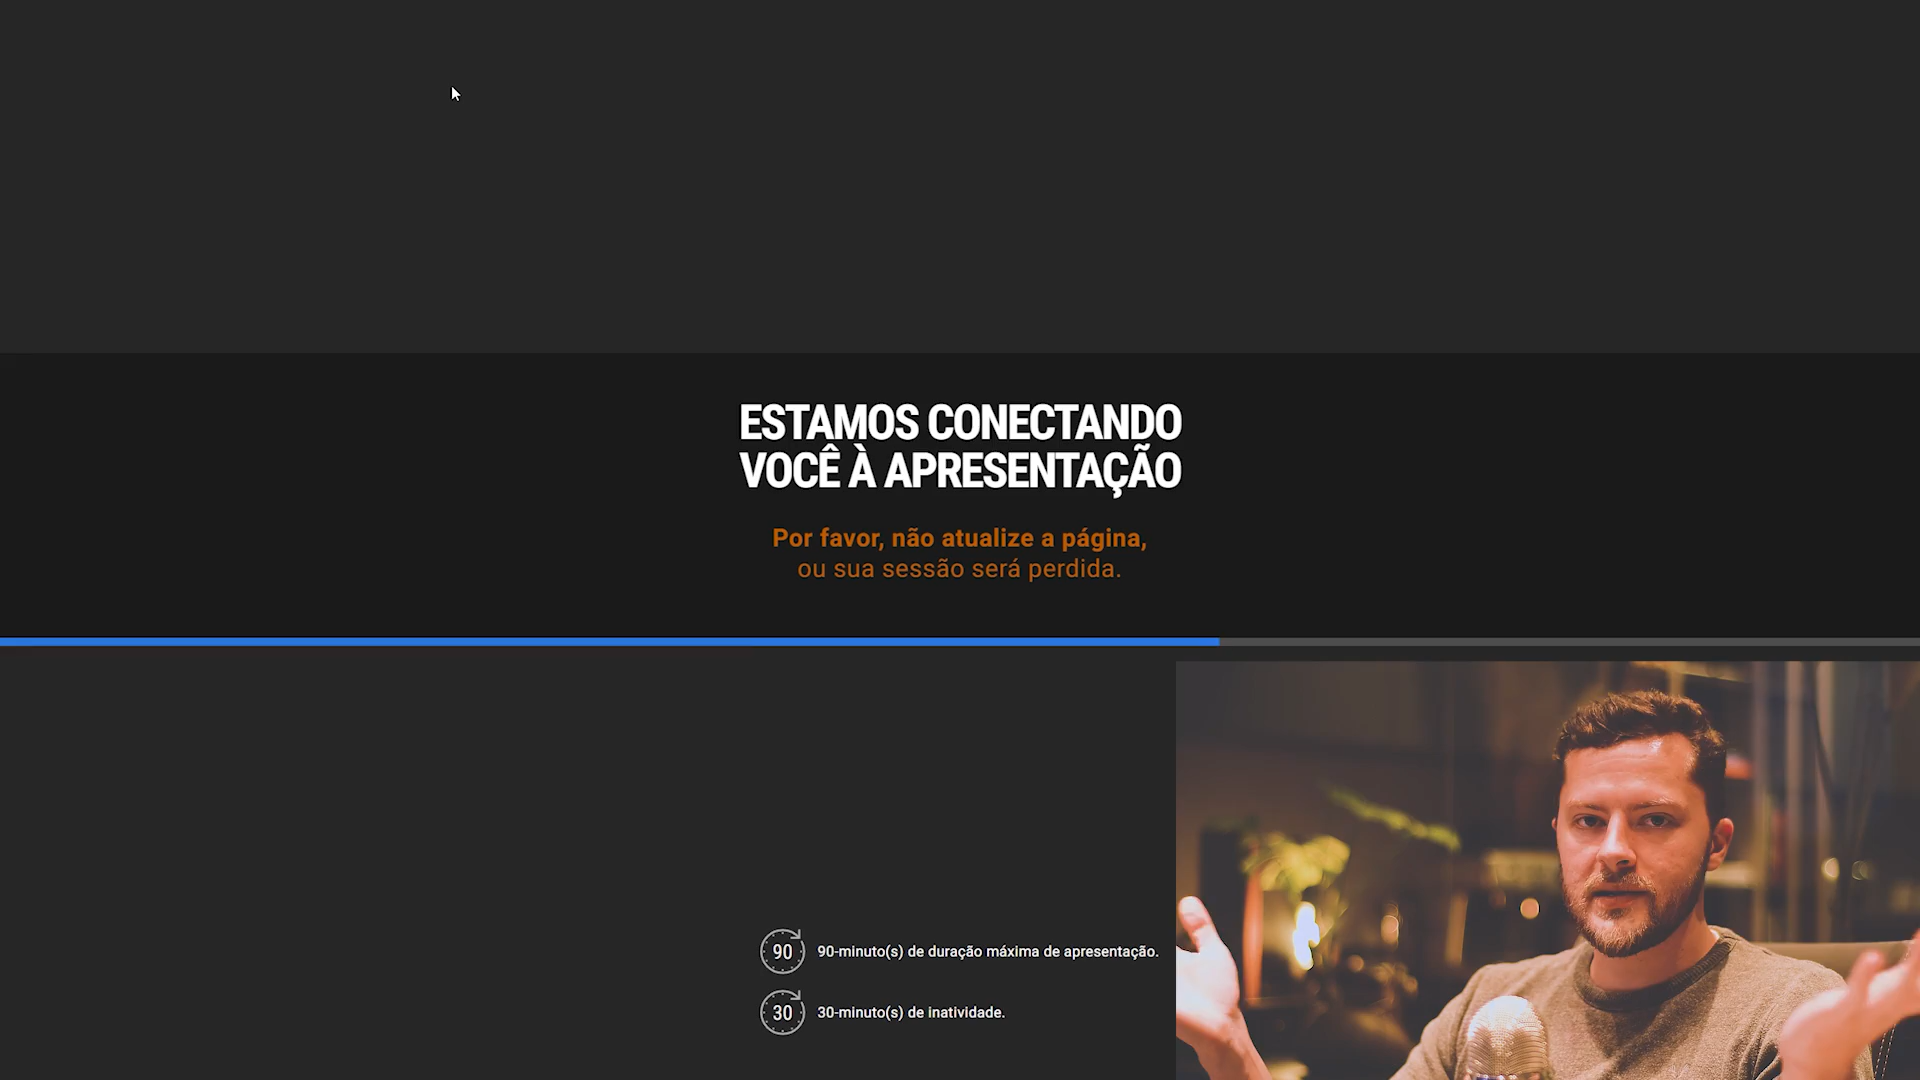 ESTAMOS CONECTANDO
VOCÊ À APRESENTAÇÃO
Por favor, não atualize a página,
ou sua sessão será perdida.
90 90-minuto(s) de duração máxima de apresentação.
30 30-minuto(s) de inatividade.